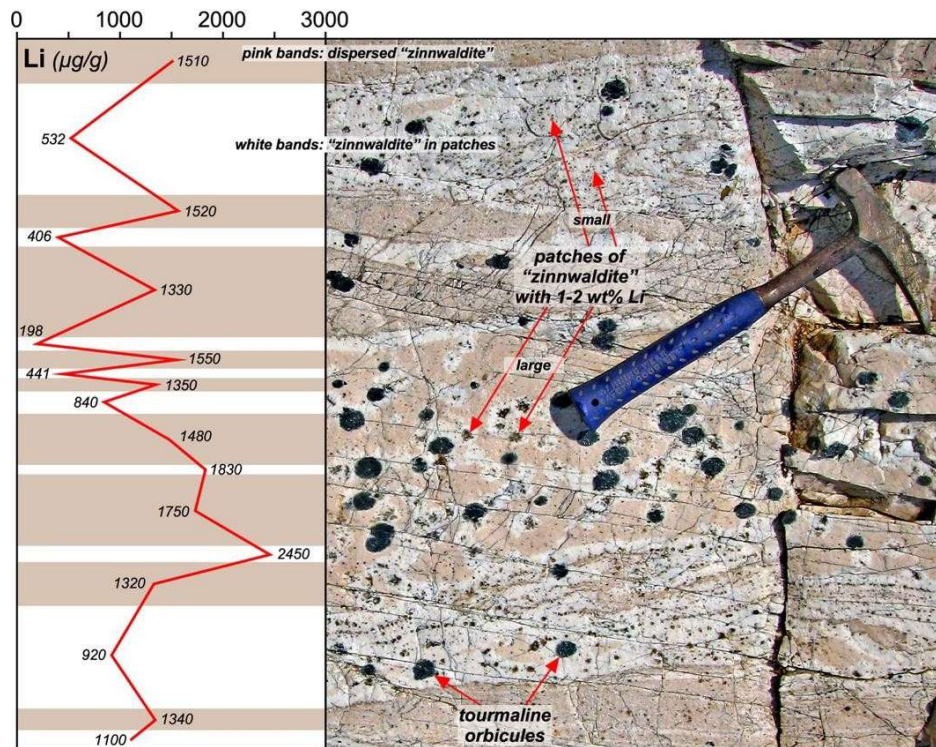 0 1000 2000 3000
Li (µg/g)
pink bands: dispersed “zinnwaldite”
1510
532
white bands: “zinnwaldite” in patches
1520
small
406
patches of
“zinnwaldite”
with 1-2 wt% Li
1330
198
1550
large
441
1350
840
1480
1830
1750
2450
1320
920
1340
tourmaline
orbicules
1100